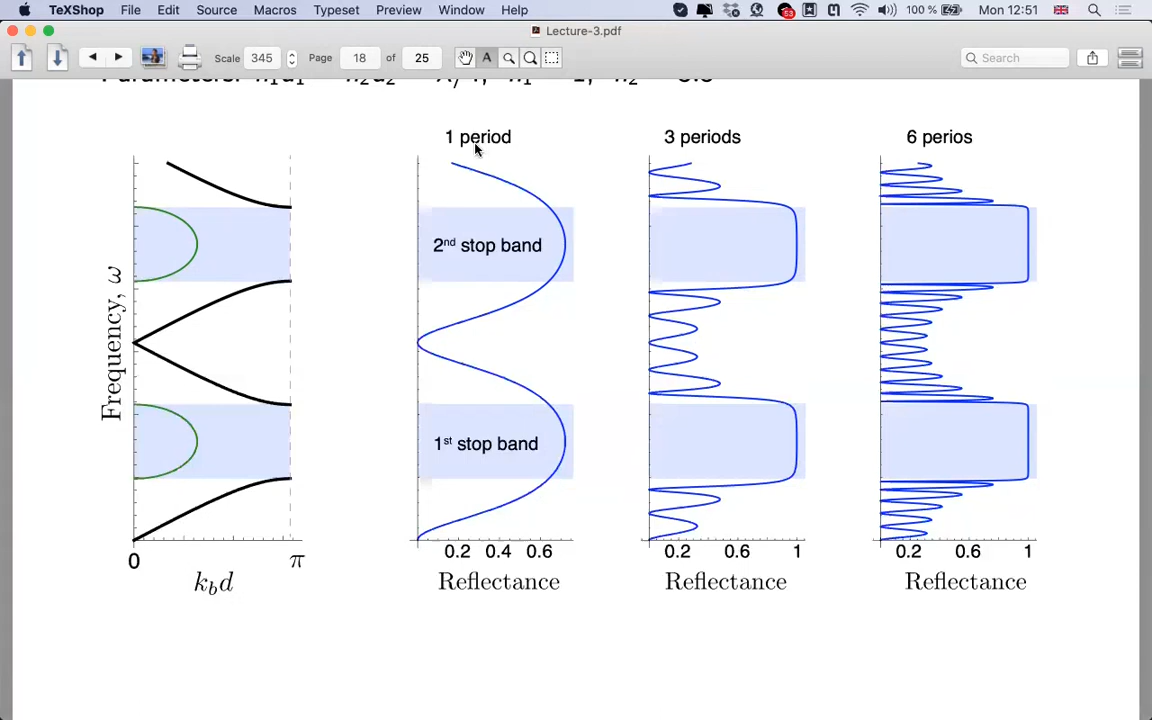 TeXShop File Edit Source Macros Typeset Preview Window Help 53 100 % Mon 12:51
Lecture-3.pdf
Scale 345 Page 18 of 25 A Search
1 period 3 periods 6 perios
2nd stop band
1st stop band
Frequency, ω
0 π 0.2 0.4 0.6 0.2 0.6 1 0.2 0.6 1
k_b d Reflectance Reflectance Reflectance